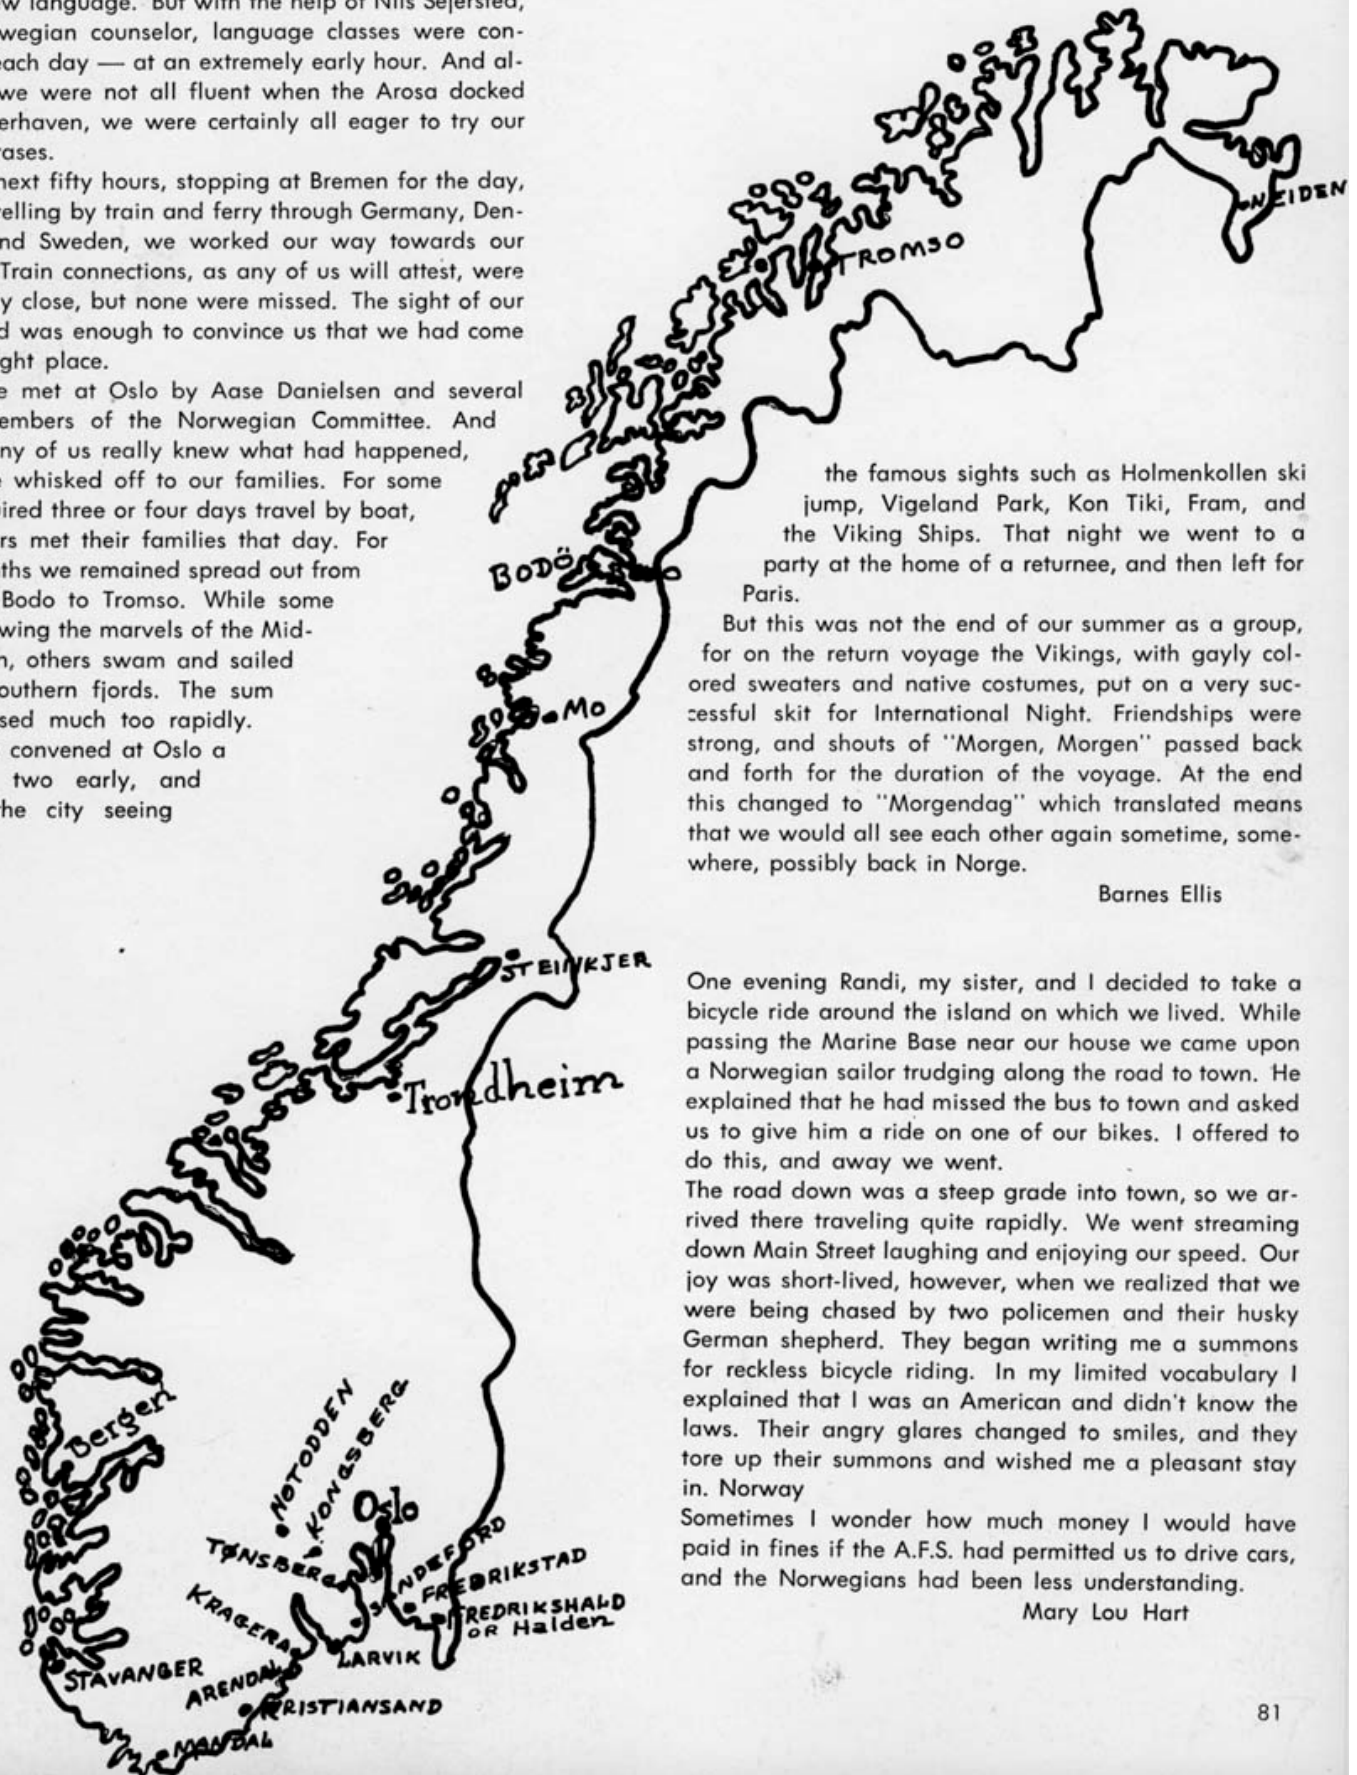 w language. But with the help of Nils Sejersted,
wegian counselor, language classes were con-
each day — at an extremely early hour. And al-
we were not all fluent when the Arosa docked
erhaven, we were certainly all eager to try our
ases.
next fifty hours, stopping at Bremen for the day,
elling by train and ferry through Germany, Den-
nd Sweden, we worked our way towards our
Train connections, as any of us will attest, were
y close, but none were missed. The sight of our
d was enough to convince us that we had come
ght place.
e met at Oslo by Aase Danielsen and several
embers of the Norwegian Committee. And
ny of us really knew what had happened,
e whisked off to our families. For some
ired three or four days travel by boat,
rs met their families that day. For
ths we remained spread out from
Bodo to Tromso. While some
wing the marvels of the Mid-
n, others swam and sailed
outhern fjords. The sum
sed much too rapidly.
convened at Oslo a
two early, and
he city seeing
the famous sights such as Holmenkollen ski
jump, Vigeland Park, Kon Tiki, Fram, and
the Viking Ships. That night we went to a
party at the home of a returnee, and then left for
Paris.
But this was not the end of our summer as a group,
for on the return voyage the Vikings, with gayly col-
ored sweaters and native costumes, put on a very suc-
cessful skit for International Night. Friendships were
strong, and shouts of "Morgen, Morgen" passed back
and forth for the duration of the voyage. At the end
this changed to "Morgendag" which translated means
that we would all see each other again sometime, some-
where, possibly back in Norge.
Barnes Ellis
One evening Randi, my sister, and I decided to take a
bicycle ride around the island on which we lived. While
passing the Marine Base near our house we came upon
a Norwegian sailor trudging along the road to town. He
explained that he had missed the bus to town and asked
us to give him a ride on one of our bikes. I offered to
do this, and away we went.
The road down was a steep grade into town, so we ar-
rived there traveling quite rapidly. We went streaming
down Main Street laughing and enjoying our speed. Our
joy was short-lived, however, when we realized that we
were being chased by two policemen and their husky
German shepherd. They began writing me a summons
for reckless bicycle riding. In my limited vocabulary I
explained that I was an American and didn't know the
laws. Their angry glares changed to smiles, and they
tore up their summons and wished me a pleasant stay
in. Norway
Sometimes I wonder how much money I would have
paid in fines if the A.F.S. had permitted us to drive cars,
and the Norwegians had been less understanding.
Mary Lou Hart
NEIDEN
TROMSO
BODÖ
MO
STEINKJER
Trondheim
Bergen
NOTODDEN
KONGSBERG
Oslo
TØNSBERG
SANDEFORD
FREDRIKSTAD
FREDRIKSHALD
OR Halden
KRAGERA
LARVIK
STAVANGER
ARENDAL
KRISTIANSAND
MANDAL
81